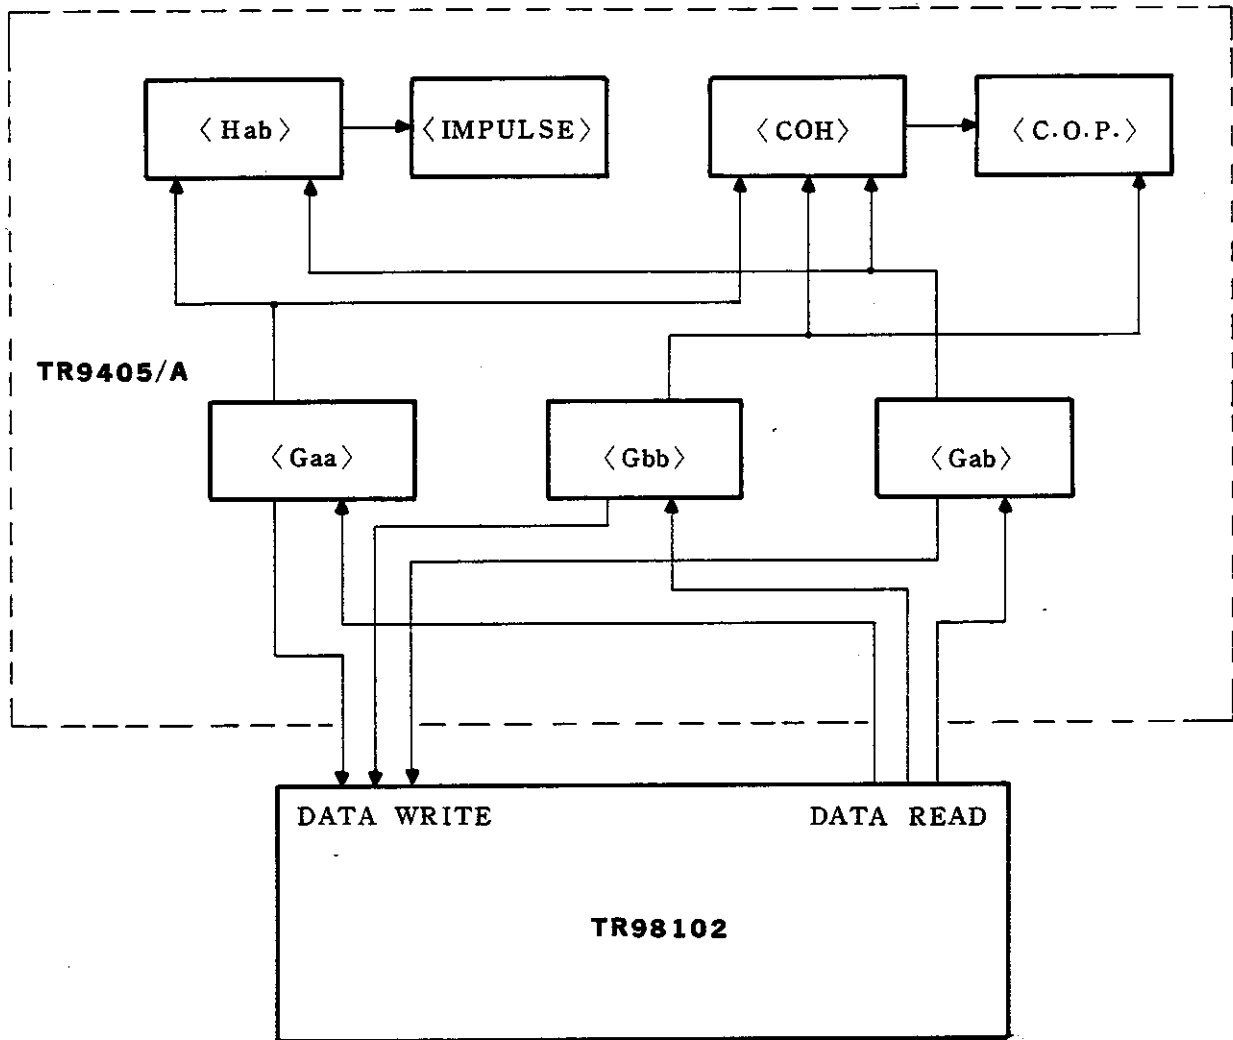 〈Hab〉
〈IMPULSE〉
〈COH〉
〈C.O.P.〉
TR9405/A
〈Gaa〉
〈Gbb〉
〈Gab〉
DATA WRITE
DATA READ
TR98102